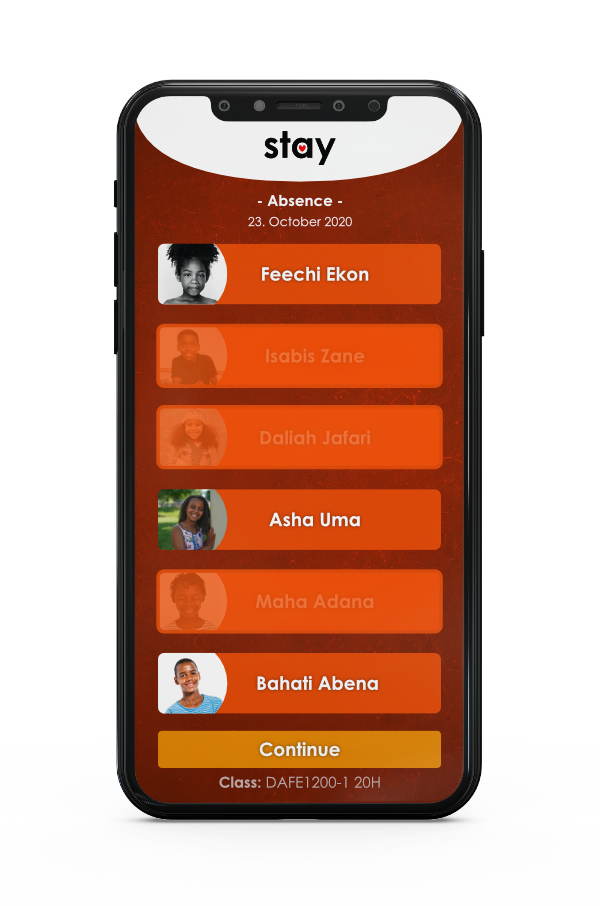 stay
- Absence -
23. October 2020
Feechi Ekon
Isabis Zane
Daliah Jafari
Asha Uma
Maha Adana
Bahati Abena
Continue
Class: DAFE1200-1 20H